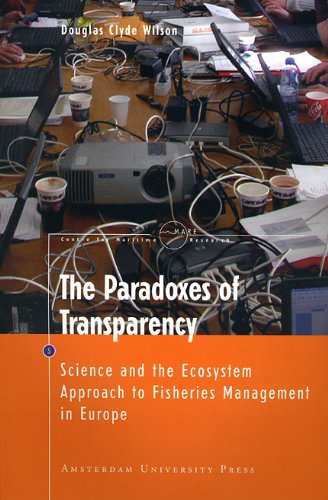 Douglas Clyde Wilson
MARE
Centre for Maritime Research
The Paradoxes of
Transparency
5
Science and the Ecosystem
Approach to Fisheries Management
in Europe
Amsterdam University Press